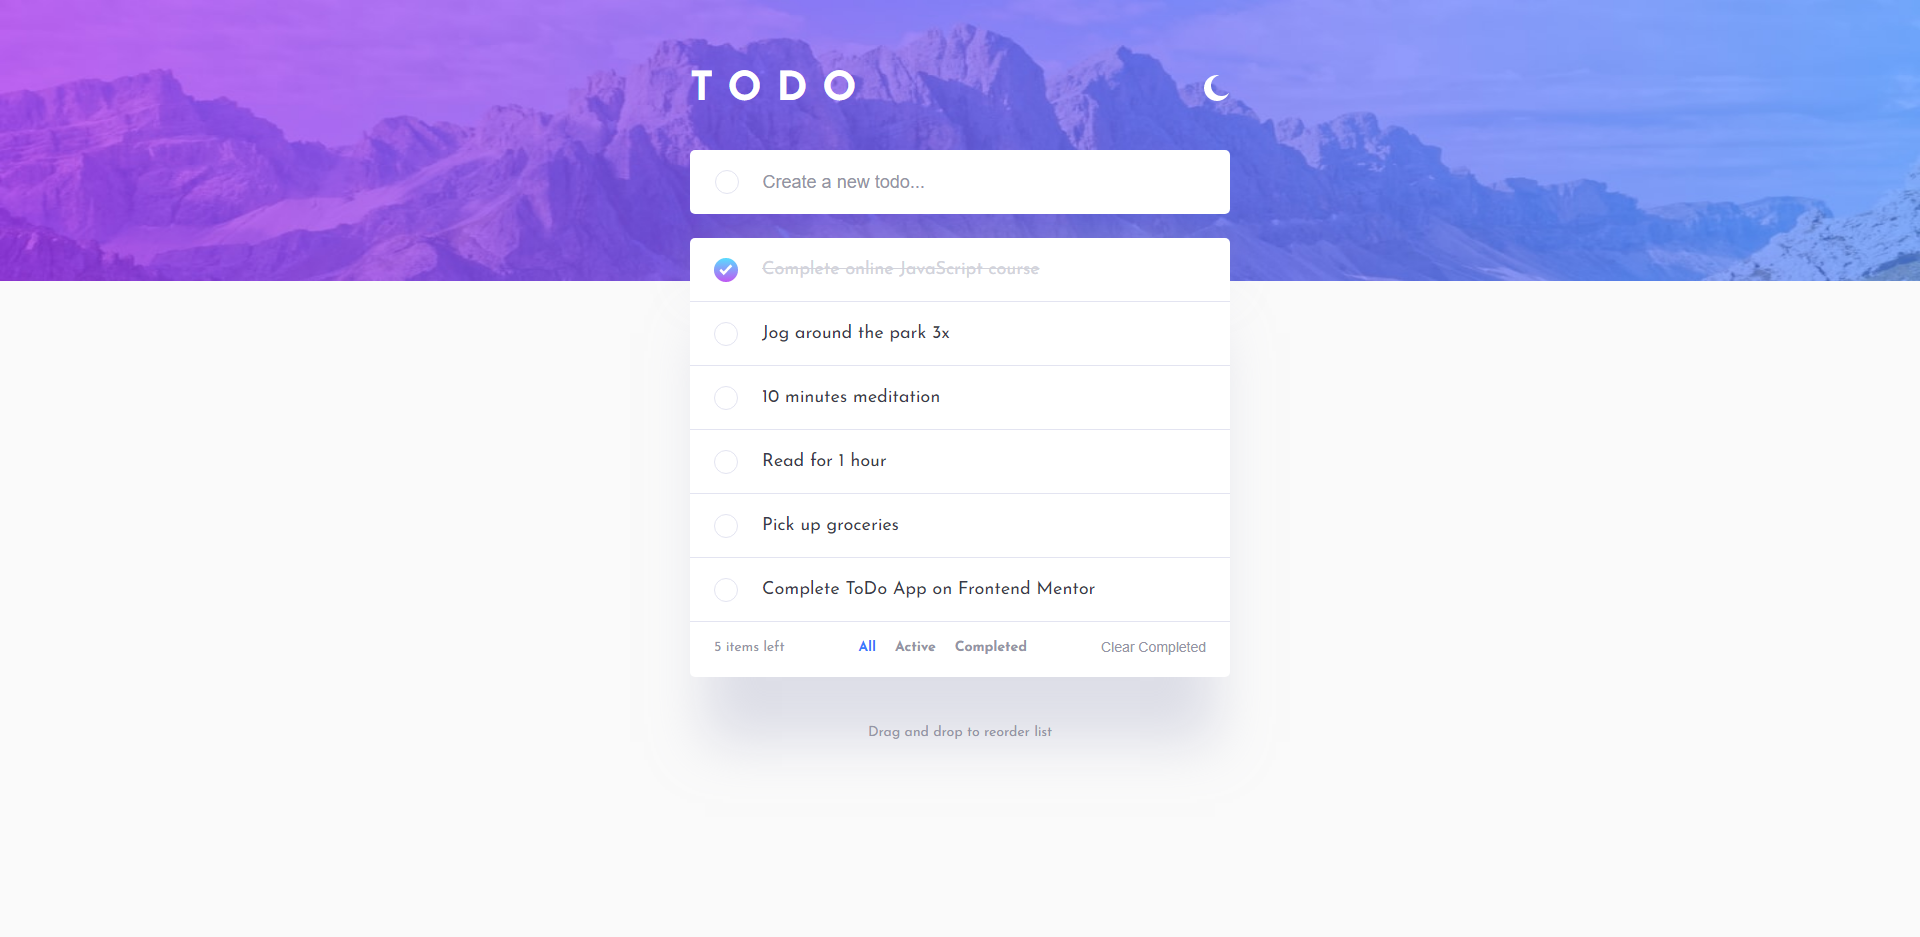 TODO
Create a new todo...
Complete online JavaScript course
Jog around the park 3x
10 minutes meditation
Read for 1 hour
Pick up groceries
Complete ToDo App on Frontend Mentor
5 items left All Active Completed Clear Completed
Drag and drop to reorder list